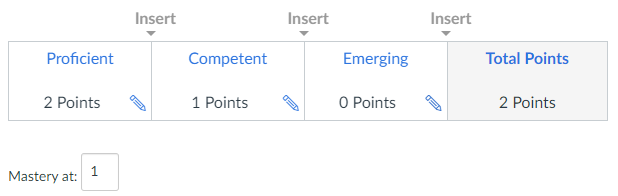 Insert Insert Insert
Proficient Competent Emerging Total Points
2 Points 1 Points 0 Points 2 Points
Mastery at: 1